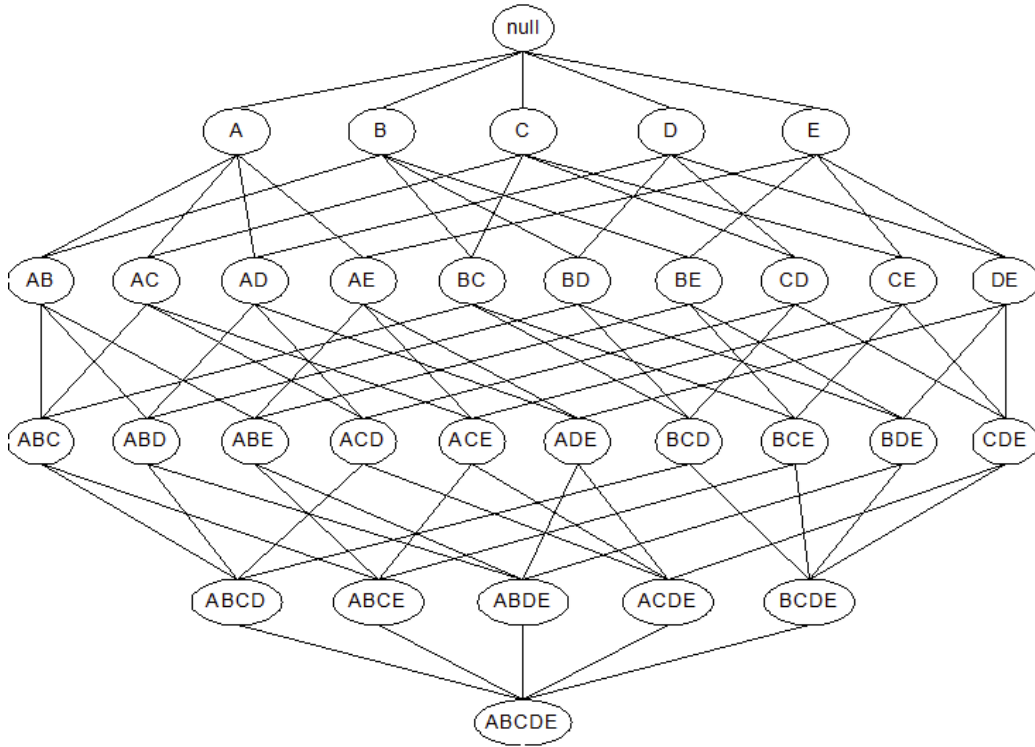 null
A B C D E
AB AC AD AE BC BD BE CD CE DE
ABC ABD ABE ACD ACE ADE BCD BCE BDE CDE
ABCD ABCE ABDE ACDE BCDE
ABCDE